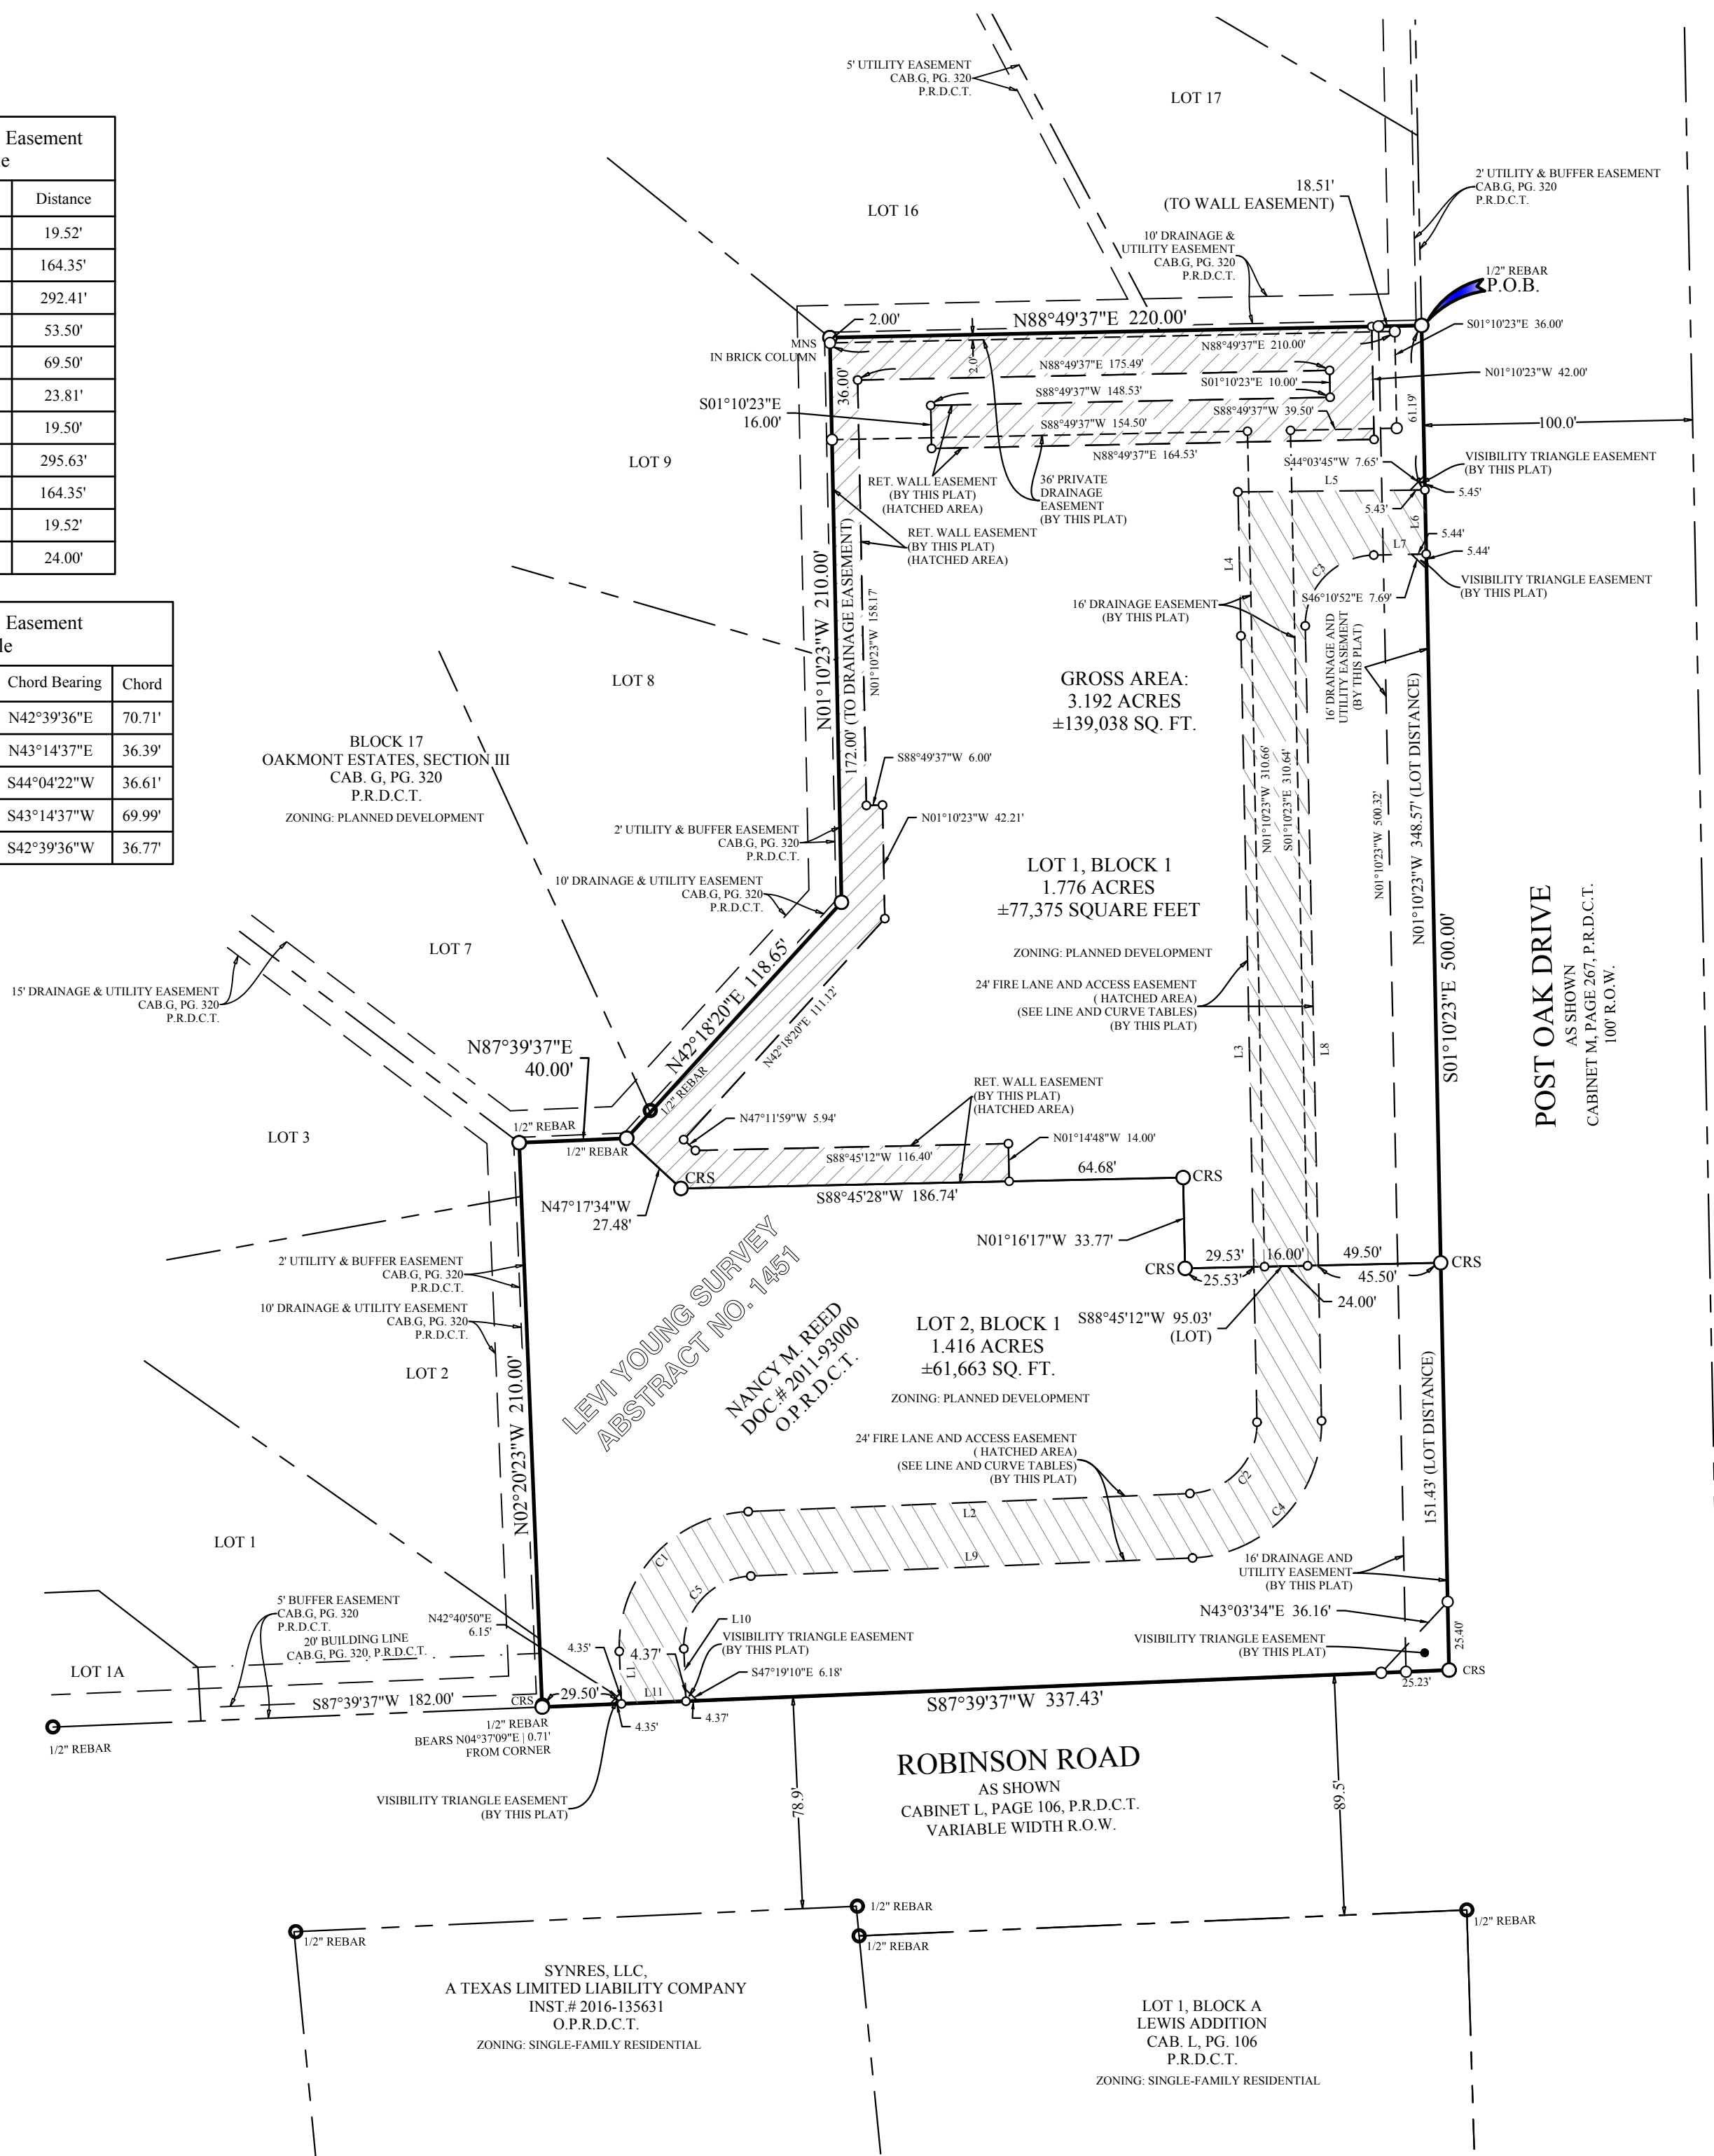 Easement
e
Distance
19.52'
164.35'
292.41'
53.50'
69.50'
23.81'
19.50'
295.63'
164.35'
19.52'
24.00'
Easement
le
Chord Bearing Chord
N42°39'36"E 70.71'
N43°14'37"E 36.39'
S44°04'22"W 36.61'
S43°14'37"W 69.99'
S42°39'36"W 36.77'
5' UTILITY EASEMENT
CAB.G, PG. 320
P.R.D.C.T.
LOT 17
LOT 16
18.51'
(TO WALL EASEMENT)
2' UTILITY & BUFFER EASEMENT
CAB.G, PG. 320
P.R.D.C.T.
10' DRAINAGE &
UTILITY EASEMENT
CAB.G, PG. 320
P.R.D.C.T.
1/2" REBAR
P.O.B.
2.00'
N88°49'37"E 220.00'
S01°10'23"E 36.00'
MNS
IN BRICK COLUMN
2.0'
N88°49'37"E 210.00'
36.00'
N88°49'37"E 175.49'
S01°10'23"E 10.00'
N01°10'23"W 42.00'
S88°49'37"W 148.53'
S01°10'23"E
16.00'
S88°49'37"W 39.50'
61.19'
100.0'
S88°49'37"W 154.50'
N88°49'37"E 164.53'
S44°03'45"W 7.65'
VISIBILITY TRIANGLE EASEMENT
(BY THIS PLAT)
LOT 9
RET. WALL EASEMENT
(BY THIS PLAT)
(HATCHED AREA)
36' PRIVATE
DRAINAGE
EASEMENT
(BY THIS PLAT)
L5
5.45'
5.43'
L6
RET. WALL EASEMENT
(BY THIS PLAT)
(HATCHED AREA)
5.44'
L7
5.44'
L4
C3
VISIBILITY TRIANGLE EASEMENT
(BY THIS PLAT)
S46°10'52"E 7.69'
N01°10'23"W 210.00'
172.00' (TO DRAINAGE EASEMENT)
N01°10'23"W 158.17'
16' DRAINAGE EASEMENT
(BY THIS PLAT)
16' DRAINAGE AND
UTILITY EASEMENT
(BY THIS PLAT)
LOT 8
GROSS AREA:
3.192 ACRES
±139,038 SQ. FT.
BLOCK 17
OAKMONT ESTATES, SECTION III
CAB. G, PG. 320
P.R.D.C.T.
ZONING: PLANNED DEVELOPMENT
S88°49'37"W 6.00'
N01°10'23"W 42.21'
N01°10'23"W 310.66'
S01°10'23"E 310.64'
N01°10'23"W 500.32'
N01°10'23"W 348.57' (LOT DISTANCE)
S01°10'23"E 500.00'
2' UTILITY & BUFFER EASEMENT
CAB.G, PG. 320
P.R.D.C.T.
10' DRAINAGE & UTILITY EASEMENT
CAB.G, PG. 320
P.R.D.C.T.
LOT 1, BLOCK 1
1.776 ACRES
±77,375 SQUARE FEET
ZONING: PLANNED DEVELOPMENT
POST OAK DRIVE
AS SHOWN
CABINET M, PAGE 267, P.R.D.C.T.
100' R.O.W.
LOT 7
15' DRAINAGE & UTILITY EASEMENT
CAB.G, PG. 320
P.R.D.C.T.
24' FIRE LANE AND ACCESS EASEMENT
( HATCHED AREA)
(SEE LINE AND CURVE TABLES)
(BY THIS PLAT)
N42°18'20"E 118.65'
N42°18'20"E 111.12'
N87°39'37"E
40.00'
L3
L8
1/2" REBAR
RET. WALL EASEMENT
(BY THIS PLAT)
(HATCHED AREA)
LOT 3
1/2" REBAR
1/2" REBAR
N47°11'59"W 5.94'
N01°14'48"W 14.00'
S88°45'12"W 116.40'
64.68'
CRS
CRS
S88°45'28"W 186.74'
N47°17'34"W
27.48'
N01°16'17"W 33.77'
29.53'
16.00'
49.50'
CRS
CRS
25.53'
45.50'
24.00'
S88°45'12"W 95.03'
(LOT)
LEVI YOUNG SURVEY
ABSTRACT NO. 1451
NANCY M. REED
DOC.# 2011-93000
O.P.R.D.C.T.
2' UTILITY & BUFFER EASEMENT
CAB.G, PG. 320
P.R.D.C.T.
10' DRAINAGE & UTILITY EASEMENT
CAB.G, PG. 320
P.R.D.C.T.
LOT 2
LOT 2, BLOCK 1
1.416 ACRES
±61,663 SQ. FT.
ZONING: PLANNED DEVELOPMENT
N02°20'23"W 210.00'
151.43' (LOT DISTANCE)
24' FIRE LANE AND ACCESS EASEMENT
( HATCHED AREA)
(SEE LINE AND CURVE TABLES)
(BY THIS PLAT)
C2
C4
L2
L9
C1
C5
LOT 1
16' DRAINAGE AND
UTILITY EASEMENT
(BY THIS PLAT)
N43°03'34"E 36.16'
5' BUFFER EASEMENT
CAB.G, PG. 320
P.R.D.C.T.
20' BUILDING LINE
CAB.G, PG. 320, P.R.D.C.T.
N42°40'50"E
6.15'
L10
VISIBILITY TRIANGLE EASEMENT
(BY THIS PLAT)
4.35'
4.37'
VISIBILITY TRIANGLE EASEMENT
(BY THIS PLAT)
25.40'
LOT 1A
L1
S47°19'10"E 6.18'
CRS
25.23'
S87°39'37"W 182.00'
CRS
29.50'
L11
4.35'
4.37'
S87°39'37"W 337.43'
1/2" REBAR
1/2" REBAR
BEARS N04°37'09"E | 0.71'
FROM CORNER
ROBINSON ROAD
AS SHOWN
CABINET L, PAGE 106, P.R.D.C.T.
VARIABLE WIDTH R.O.W.
VISIBILITY TRIANGLE EASEMENT
(BY THIS PLAT)
78.9'
89.5'
1/2" REBAR
1/2" REBAR
1/2" REBAR
1/2" REBAR
SYNRES, LLC,
A TEXAS LIMITED LIABILITY COMPANY
INST.# 2016-135631
O.P.R.D.C.T.
ZONING: SINGLE-FAMILY RESIDENTIAL
LOT 1, BLOCK A
LEWIS ADDITION
CAB. L, PG. 106
P.R.D.C.T.
ZONING: SINGLE-FAMILY RESIDENTIAL